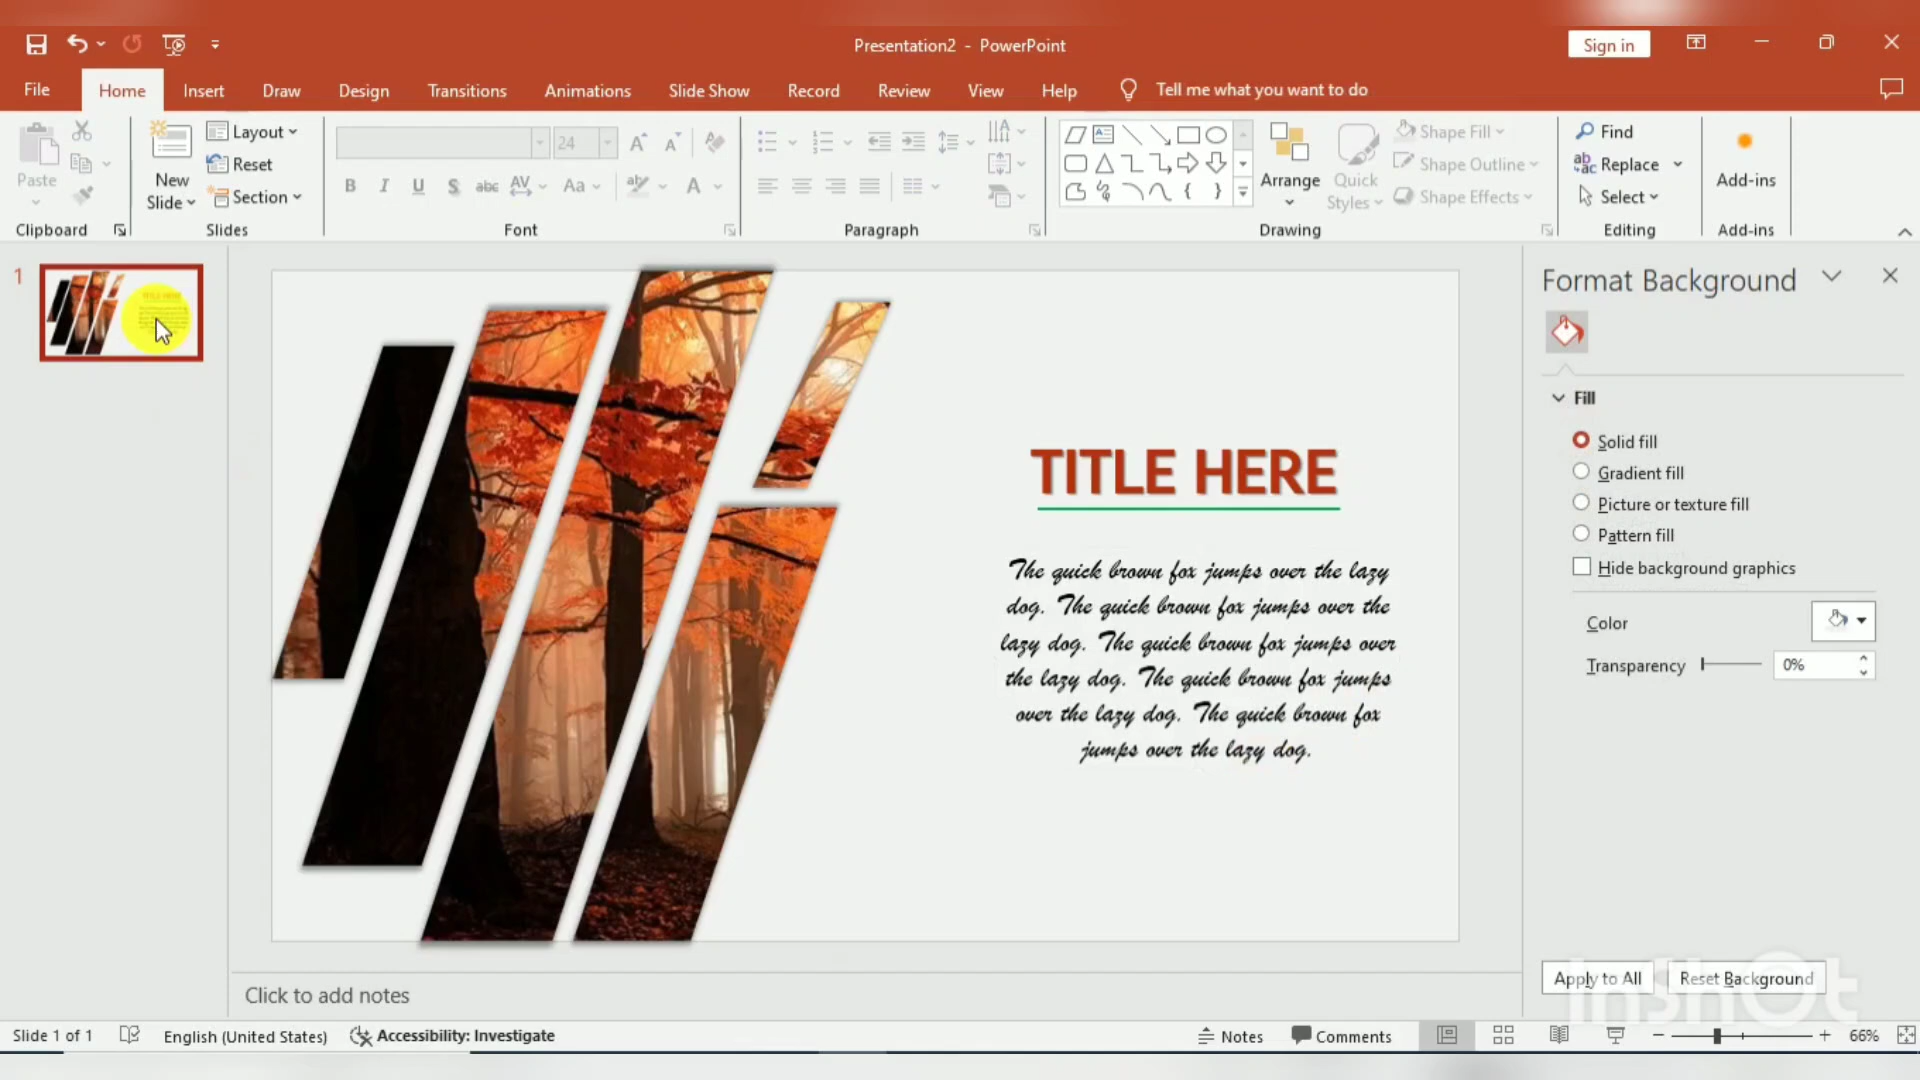 Presentation2 - PowerPoint
Sign in
File Home Insert Draw Design Transitions Animations Slide Show Record Review View Help Tell me what you want to do
Paste
Clipboard
New
Slide
Layout
Reset
Section
Slides
24
B I U S abc AV Aa A
Font
Paragraph
Arrange
Quick
Styles
Shape Fill
Shape Outline
Shape Effects
Drawing
Find
Replace
Select
Editing
Add-ins
Add-ins
1
TITLE HERE
The quick brown fox jumps over the lazy
dog. The quick brown fox jumps over the
lazy dog. The quick brown fox jumps over
the lazy dog. The quick brown fox jumps
over the lazy dog. The quick brown fox
jumps over the lazy dog.
Format Background
Fill
Solid fill
Gradient fill
Picture or texture fill
Pattern fill
Hide background graphics
Color
Transparency 0%
Apply to All Reset Background
InShOt
Click to add notes
Slide 1 of 1 English (United States) Accessibility: Investigate Notes Comments 66%